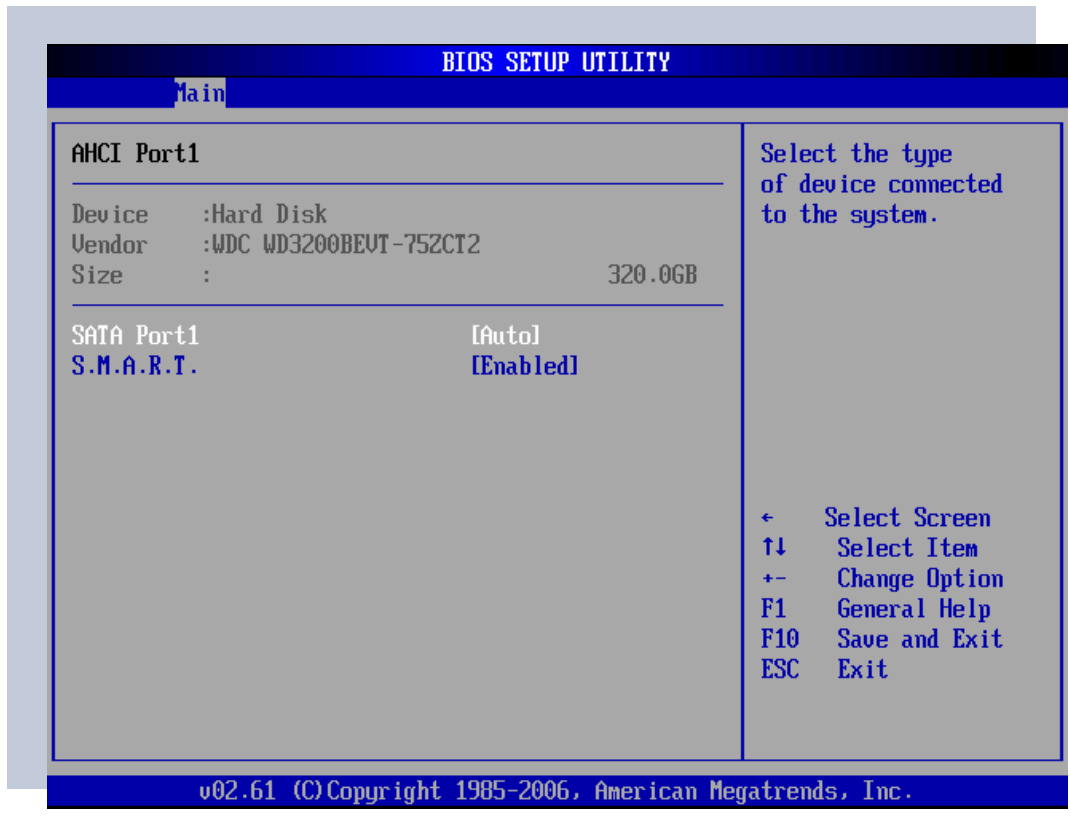 BIOS SETUP UTILITY
Main
AHCI Port1
Device :Hard Disk
Vendor :WDC WD3200BEVT-75ZCT2
Size : 320.0GB
SATA Port1 [Auto]
S.M.A.R.T. [Enabled]
Select the type
of device connected
to the system.
← Select Screen
↑↓ Select Item
+- Change Option
F1 General Help
F10 Save and Exit
ESC Exit
v02.61 (C)Copyright 1985-2006, American Megatrends, Inc.